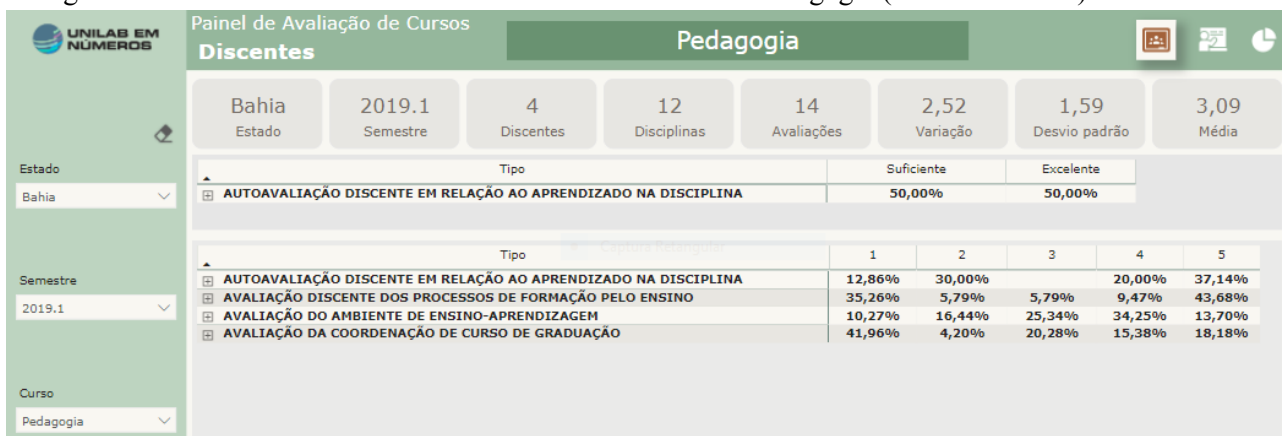 UNILAB EM
NÚMEROS
Painel de Avaliação de Cursos
Discentes
Pedagogia
Bahia
Estado
2019.1
Semestre
4
Discentes
12
Disciplinas
14
Avaliações
2,52
Variação
1,59
Desvio padrão
3,09
Média
Estado
Bahia
Semestre
2019.1
Curso
Pedagogia
Tipo Suficiente Excelente
AUTOAVALIAÇÃO DISCENTE EM RELAÇÃO AO APRENDIZADO NA DISCIPLINA 50,00% 50,00%
Captura Retangular
Tipo 1 2 3 4 5
AUTOAVALIAÇÃO DISCENTE EM RELAÇÃO AO APRENDIZADO NA DISCIPLINA 12,86% 30,00% 20,00% 37,14%
AVALIAÇÃO DISCENTE DOS PROCESSOS DE FORMAÇÃO PELO ENSINO 35,26% 5,79% 5,79% 9,47% 43,68%
AVALIAÇÃO DO AMBIENTE DE ENSINO-APRENDIZAGEM 10,27% 16,44% 25,34% 34,25% 13,70%
AVALIAÇÃO DA COORDENAÇÃO DE CURSO DE GRADUAÇÃO 41,96% 4,20% 20,28% 15,38% 18,18%